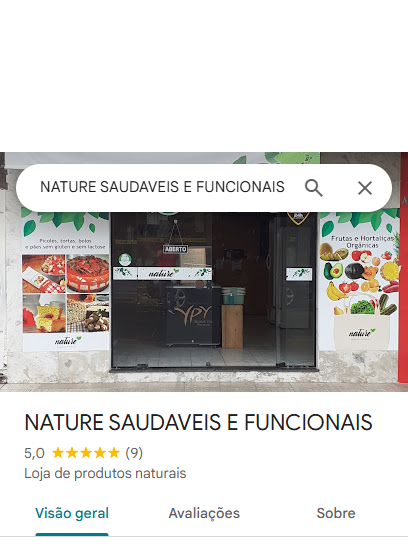 NATURE SAUDAVEIS E FUNCIONAIS
ABERTO
Picolés, tortas, bolos
e pães sem glúten e sem lactose
Frutas e Hortaliças
Orgânicas
nature
nature
nature
YPY
NATURE SAUDAVEIS E FUNCIONAIS
5,0 ★★★★★ (9)
Loja de produtos naturais
Visão geral Avaliações Sobre